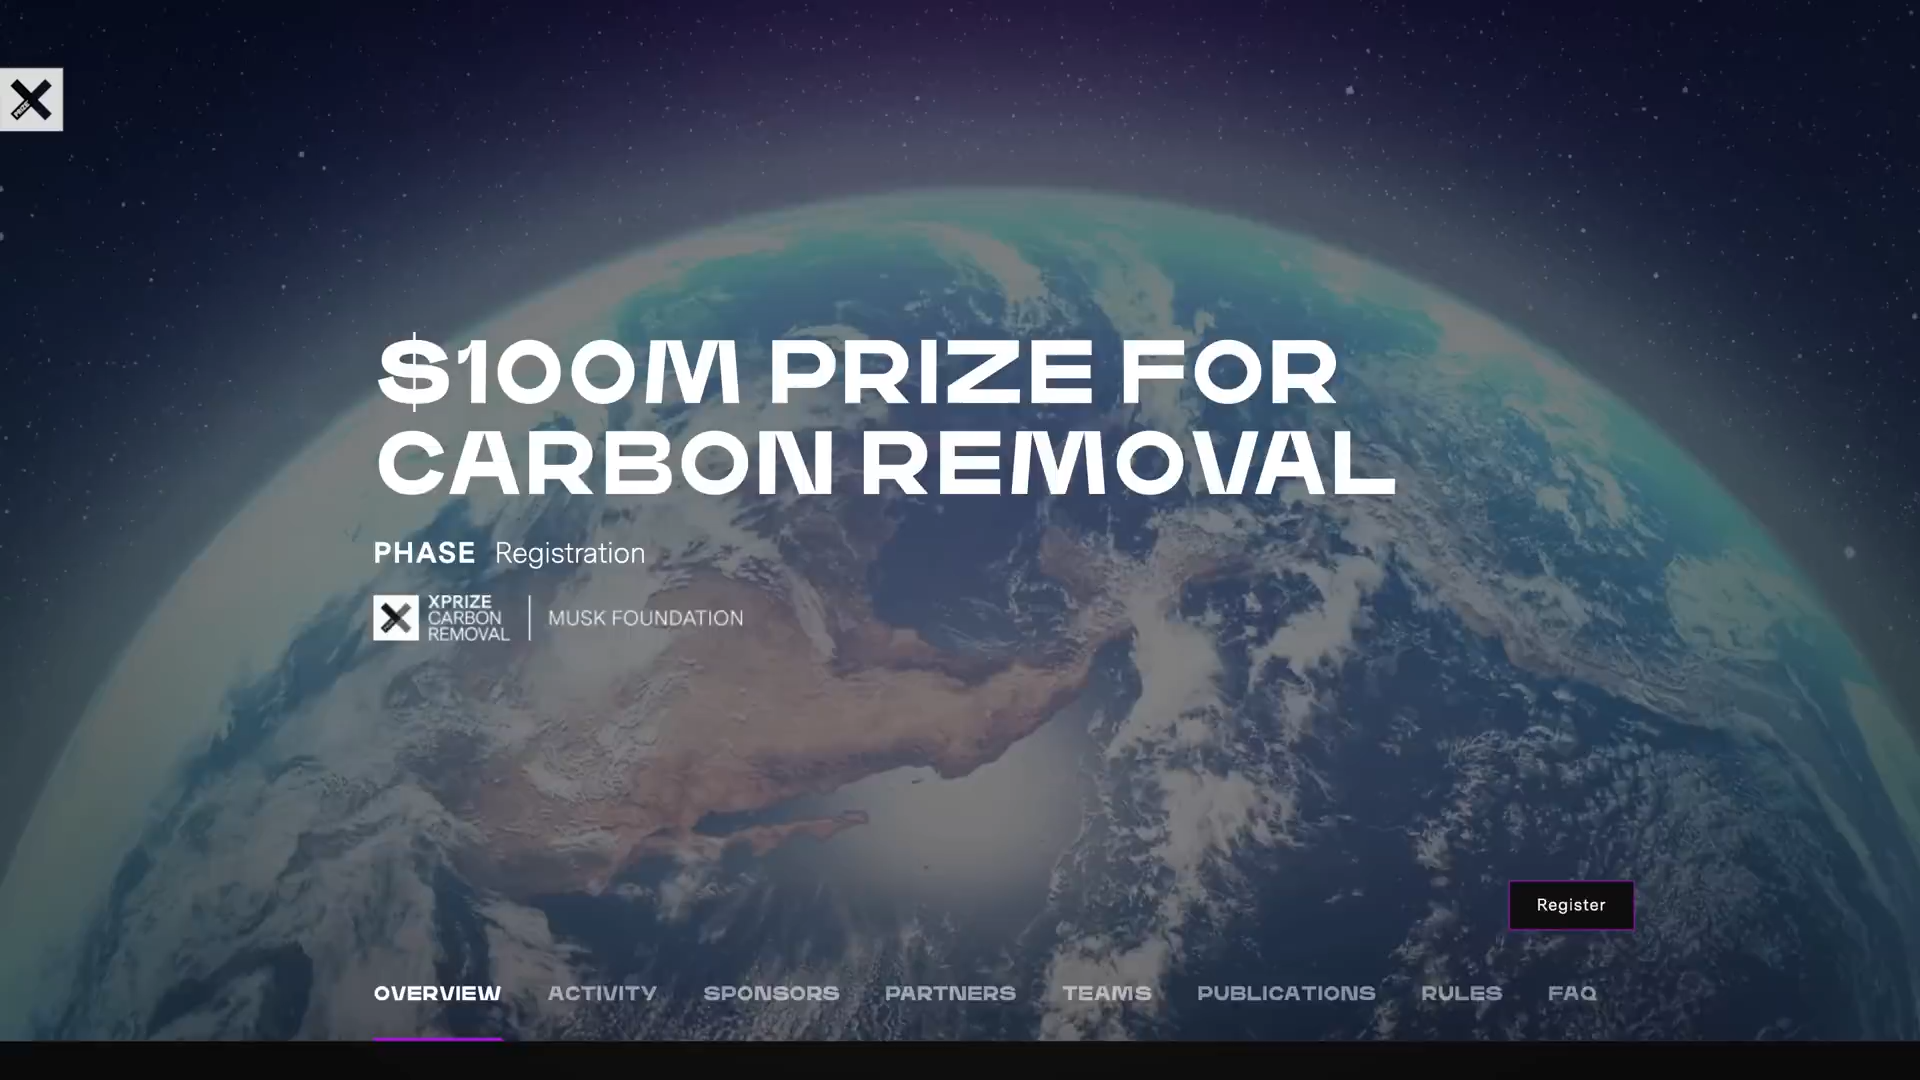 $100M PRIZE FOR
CARBON REMOVAL
PHASE Registration
XPRIZE
CARBON
REMOVAL
MUSK FOUNDATION
Register
OVERVIEW ACTIVITY SPONSORS PARTNERS TEAMS PUBLICATIONS RULES FAQ